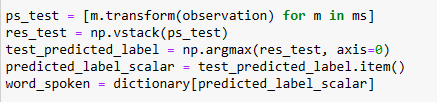 ps_test = [m.transform(observation) for m in ms]
res_test = np.vstack(ps_test)
test_predicted_label = np.argmax(res_test, axis=0)
predicted_label_scalar = test_predicted_label.item()
word_spoken = dictionary[predicted_label_scalar]